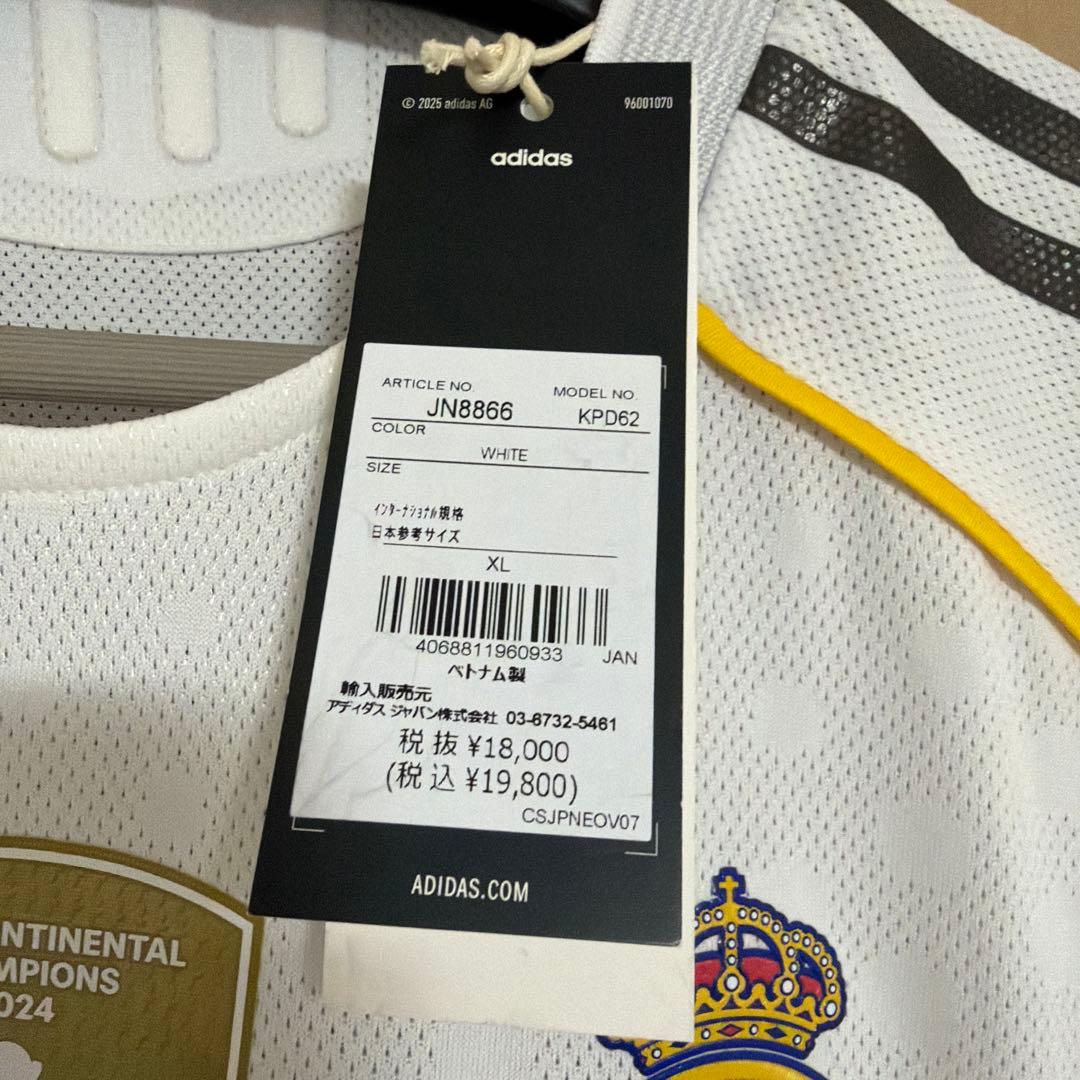 © 2025 adidas AG 96001070
adidas
ARTICLE NO. MODEL NO.
JN8866 KPD62
COLOR
WHITE
SIZE
インターナショナル規格
日本参考サイズ
XL
4068811960933 JAN
ベトナム製
輸入販売元
アディダス ジャパン株式会社 03-6732-5461
税抜 ¥18,000
(税込 ¥19,800)
CSJPNEOV07
ADIDAS.COM
NTINENTAL
MPIONS
024